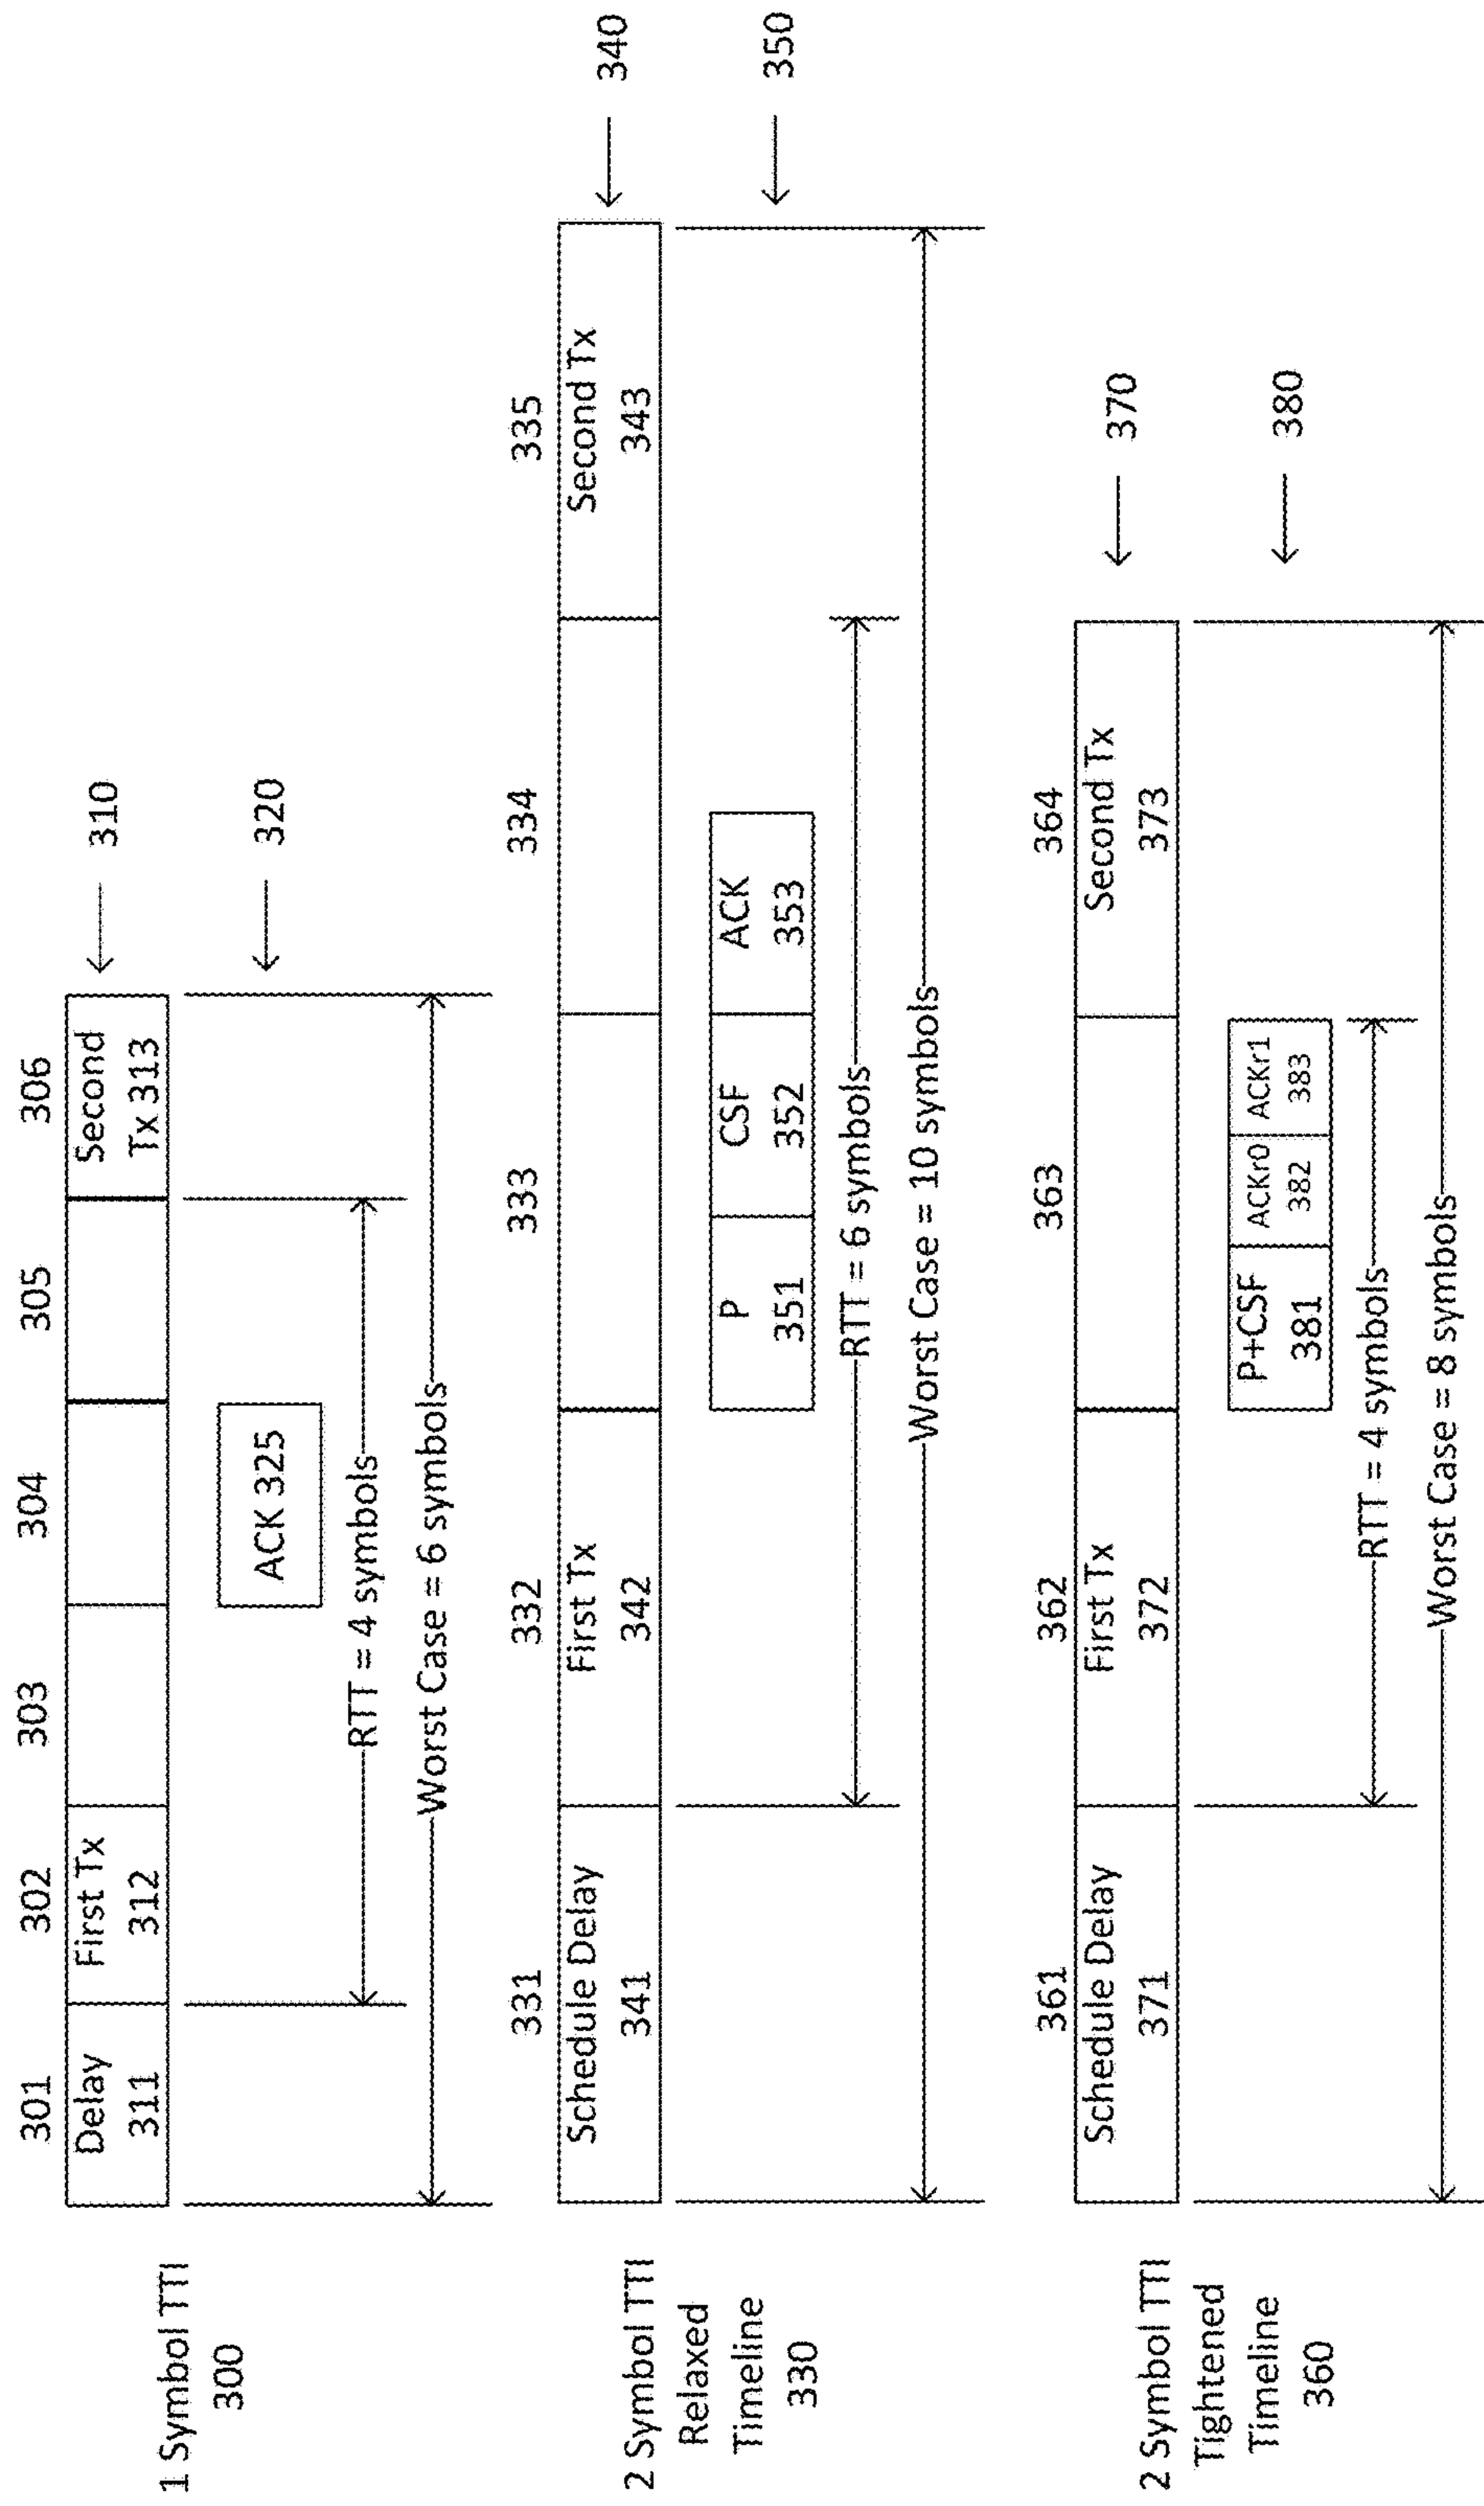 1 Symbol TTI
300
301
302
303
304
305
306
Delay
311
First Tx
312
Second
Tx 313
310
ACK 325
320
RTT = 4 symbols
Worst Case = 6 symbols
2 Symbol TTI
Relaxed
Timeline
330
331
332
333
334
335
Schedule Delay
341
First Tx
342
Second Tx
343
340
P
351
CSF
352
ACK
353
350
RTT = 6 symbols
Worst Case = 10 symbols
2 Symbol TTI
Tightened
Timeline
360
361
362
363
364
Schedule Delay
371
First Tx
372
Second Tx
373
370
P+CSF
381
ACKr0
382
ACKr1
383
380
RTT = 4 symbols
Worst Case = 8 symbols